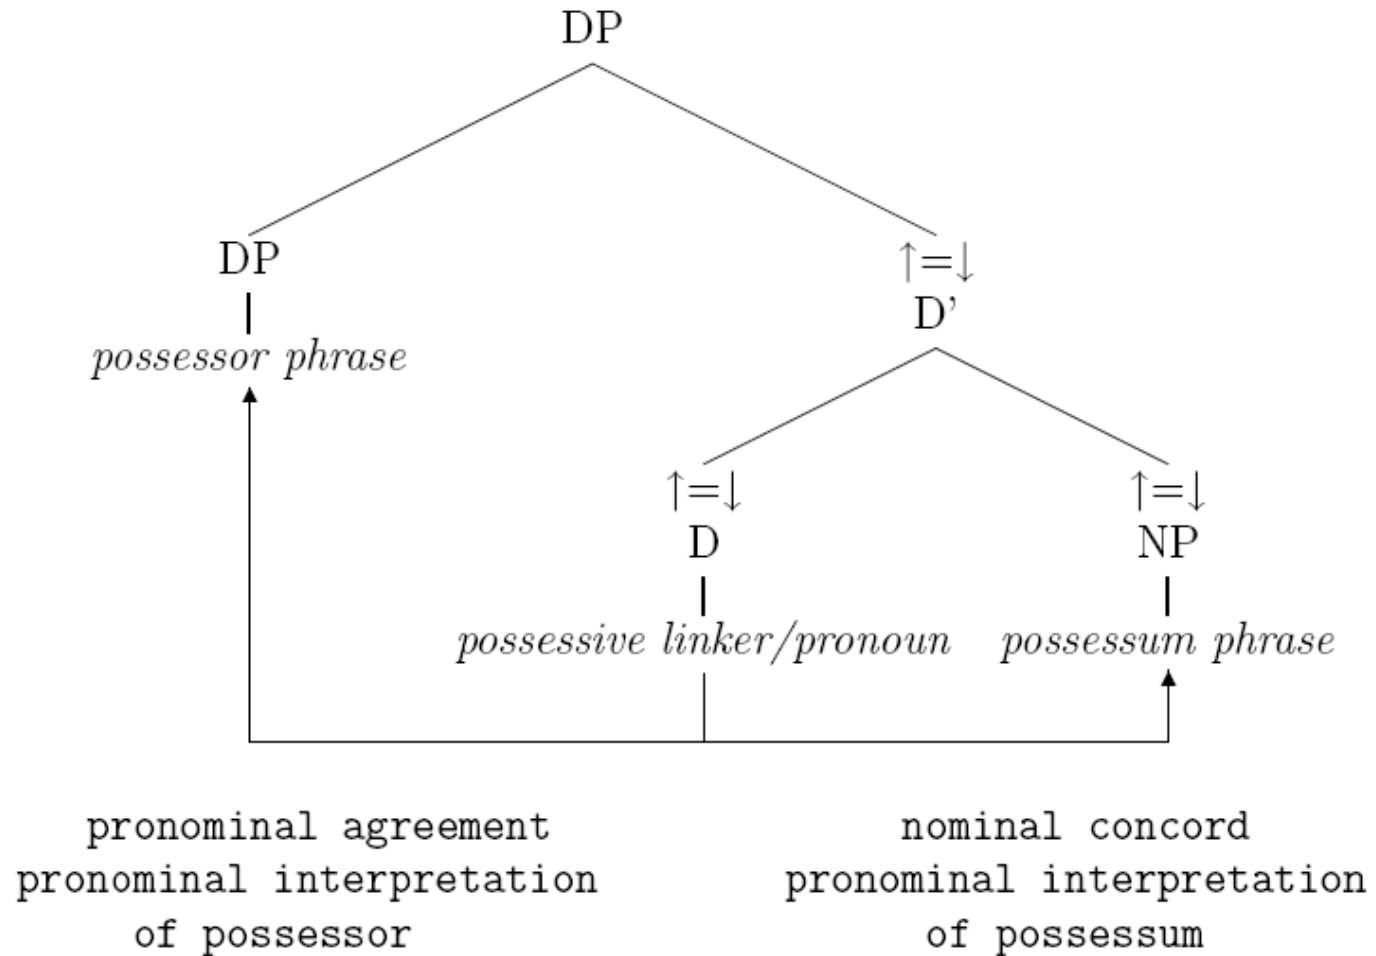 DP
DP
↑=↓
D’
possessor phrase
↑=↓ ↑=↓
D NP
possessive linker/pronoun possessum phrase
pronominal agreement nominal concord
pronominal interpretation pronominal interpretation
of possessor of possessum